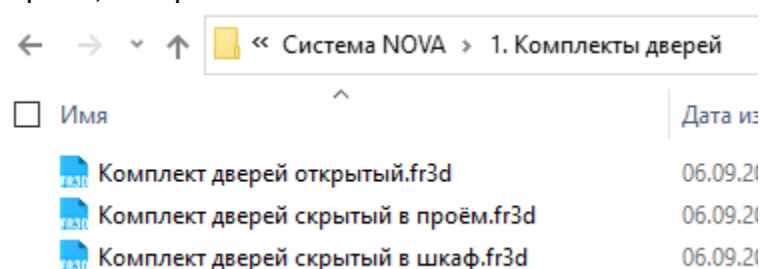 « Система NOVA > 1. Комплекты дверей
Имя Дата из
Комплект дверей открытый.fr3d 06.09.20
Комплект дверей скрытый в проём.fr3d 06.09.20
Комплект дверей скрытый в шкаф.fr3d 06.09.20